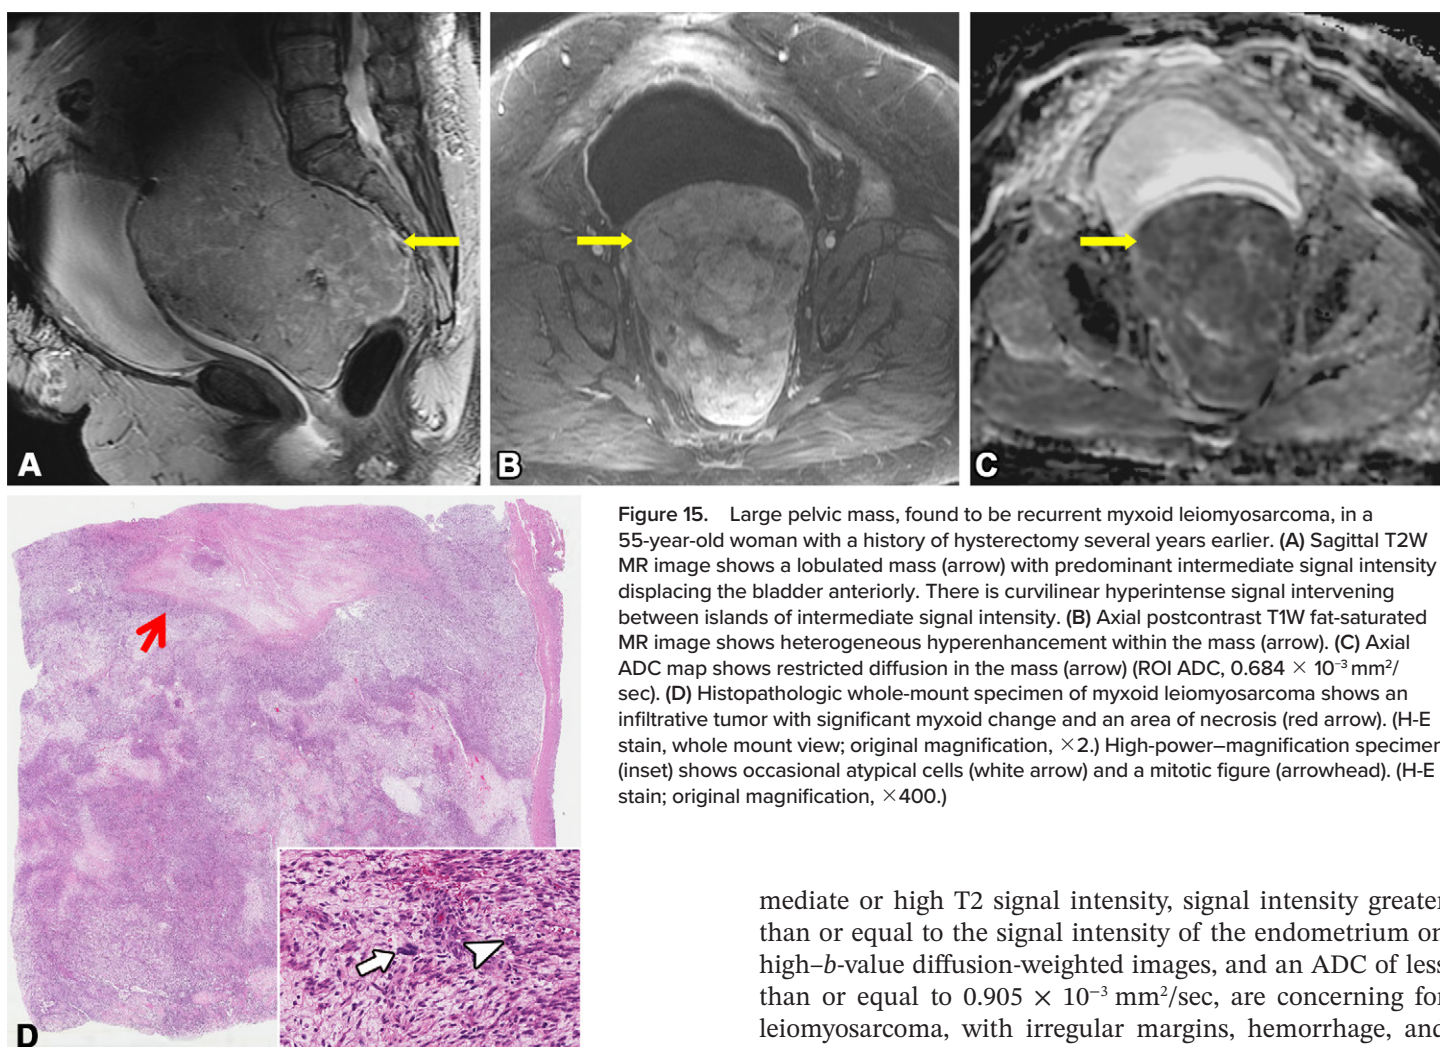 A
B
C
D
Figure 15. Large pelvic mass, found to be recurrent myxoid leiomyosarcoma, in a
55-year-old woman with a history of hysterectomy several years earlier. (A) Sagittal T2W
MR image shows a lobulated mass (arrow) with predominant intermediate signal intensity
displacing the bladder anteriorly. There is curvilinear hyperintense signal intervening
between islands of intermediate signal intensity. (B) Axial postcontrast T1W fat-saturated
MR image shows heterogeneous hyperenhancement within the mass (arrow). (C) Axial
ADC map shows restricted diffusion in the mass (arrow) (ROI ADC, 0.684 × 10⁻³ mm²/
sec). (D) Histopathologic whole-mount specimen of myxoid leiomyosarcoma shows an
infiltrative tumor with significant myxoid change and an area of necrosis (red arrow). (H-E
stain, whole mount view; original magnification, ×2.) High-power–magnification specimen
(inset) shows occasional atypical cells (white arrow) and a mitotic figure (arrowhead). (H-E
stain; original magnification, ×400.)
mediate or high T2 signal intensity, signal intensity greater
than or equal to the signal intensity of the endometrium on
high–b-value diffusion-weighted images, and an ADC of less
than or equal to 0.905 × 10⁻³ mm²/sec, are concerning for
leiomyosarcoma, with irregular margins, hemorrhage, and